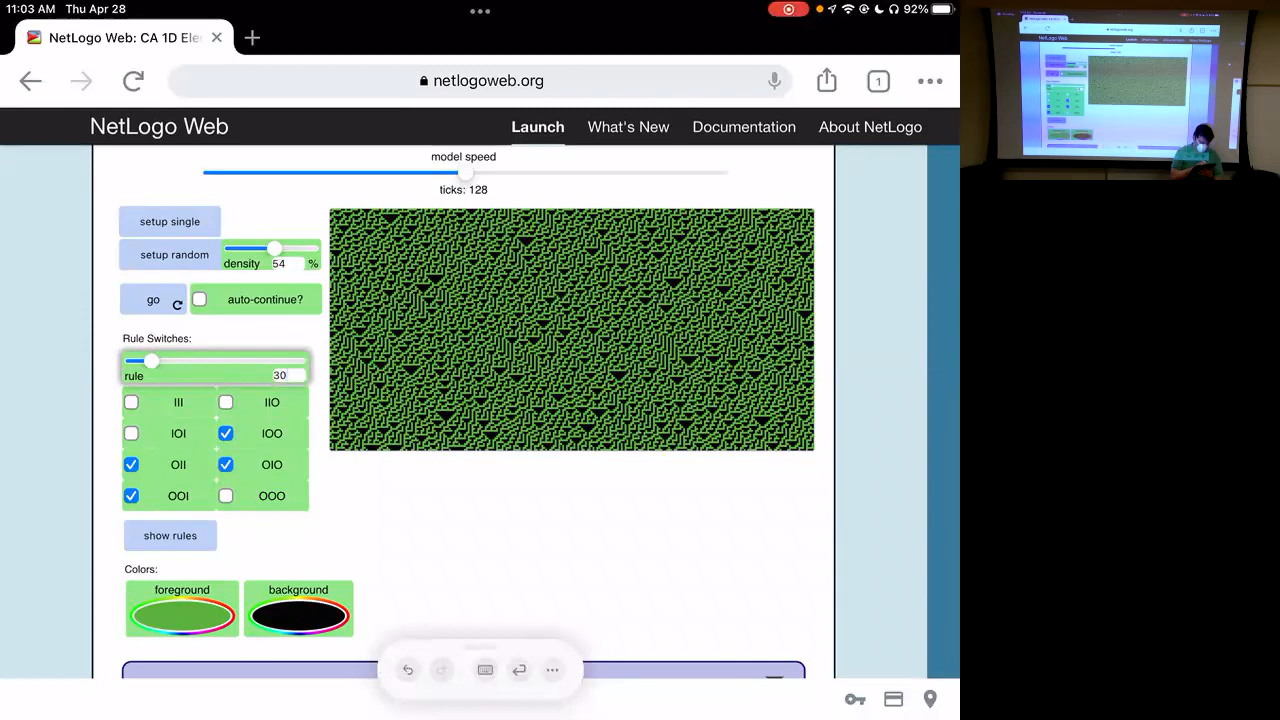 11:03 AM Thu Apr 28
92%
NetLogo Web: CA 1D Ele
netlogoweb.org
1
NetLogo Web
Launch
What's New
Documentation
About NetLogo
model speed
ticks: 128
setup single
setup random
density 54 %
go
auto-continue?
Rule Switches:
rule 30
III IIO
IOI IOO
OII OIO
OOI OOO
show rules
Colors:
foreground background